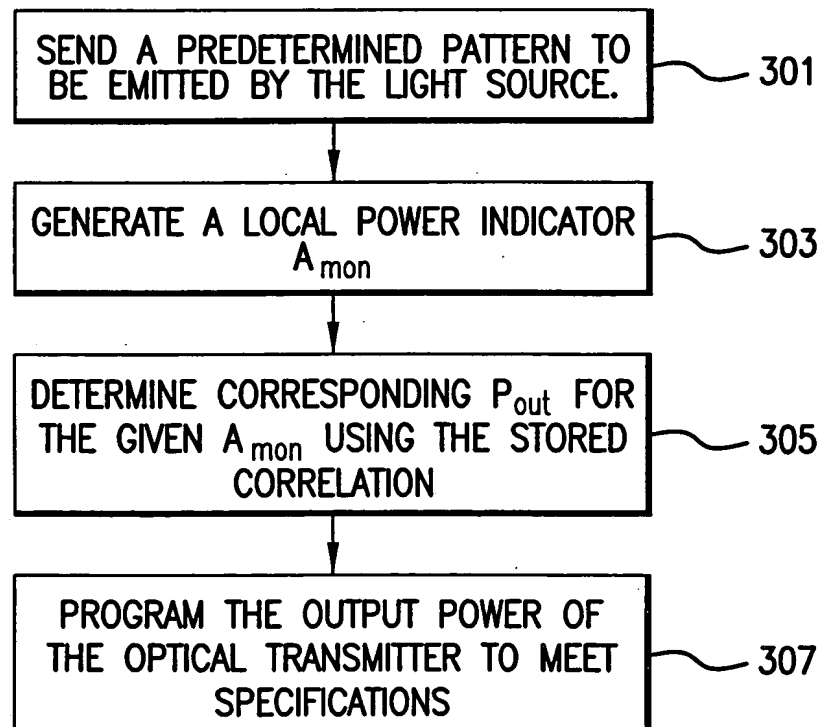 SEND A PREDETERMINED PATTERN TO
BE EMITTED BY THE LIGHT SOURCE.
301
GENERATE A LOCAL POWER INDICATOR
A mon
303
DETERMINE CORRESPONDING Pout FOR
THE GIVEN A mon USING THE STORED
CORRELATION
305
PROGRAM THE OUTPUT POWER OF
THE OPTICAL TRANSMITTER TO MEET
SPECIFICATIONS
307